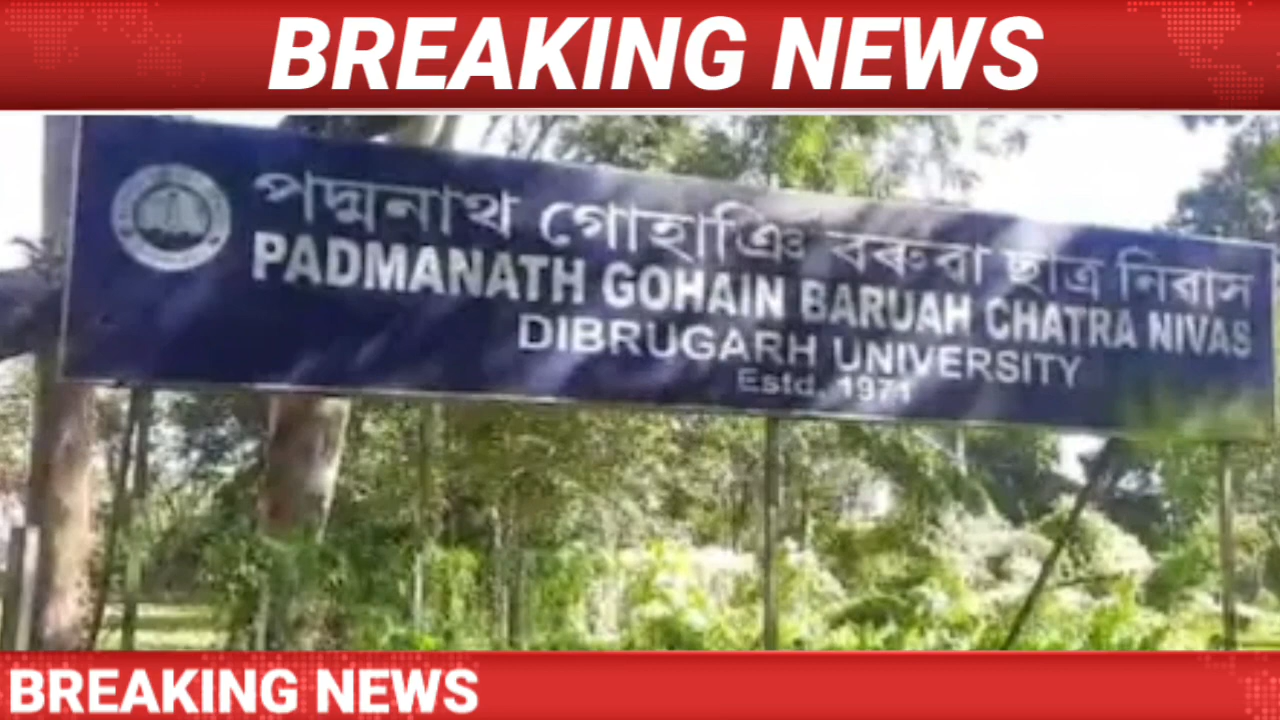 BREAKING NEWS
পদ্মনাথ গোহাঞি বৰুৱা ছাত্ৰ নিৱাস
PADMANATH GOHAIN BARUAH CHATRA NIVAS
DIBRUGARH UNIVERSITY
Estd. 1971
BREAKING NEWS